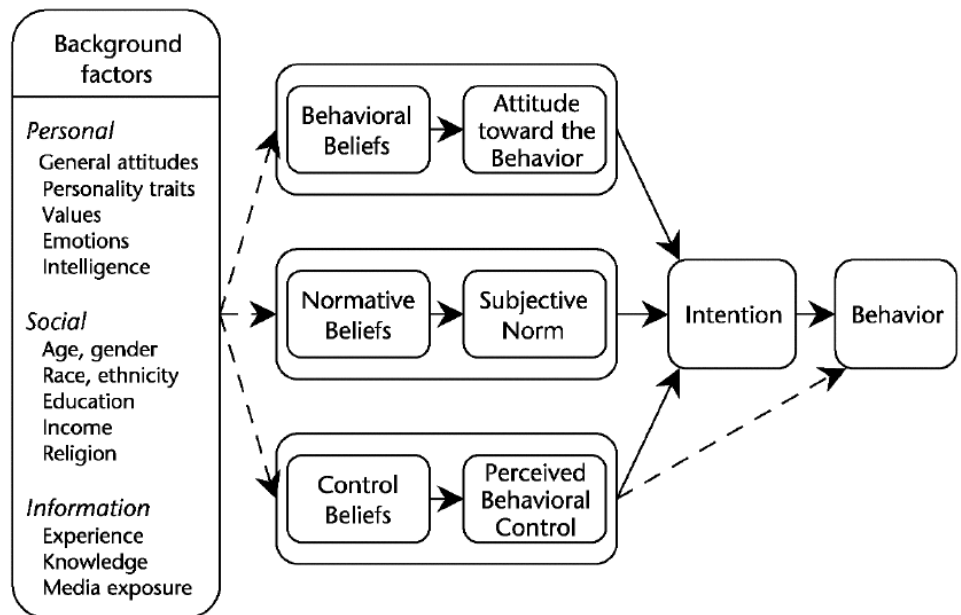 Background
factors
Personal
General attitudes
Personality traits
Values
Emotions
Intelligence
Social
Age, gender
Race, ethnicity
Education
Income
Religion
Information
Experience
Knowledge
Media exposure
Behavioral
Beliefs
Attitude
toward the
Behavior
Normative
Beliefs
Subjective
Norm
Control
Beliefs
Perceived
Behavioral
Control
Intention
Behavior